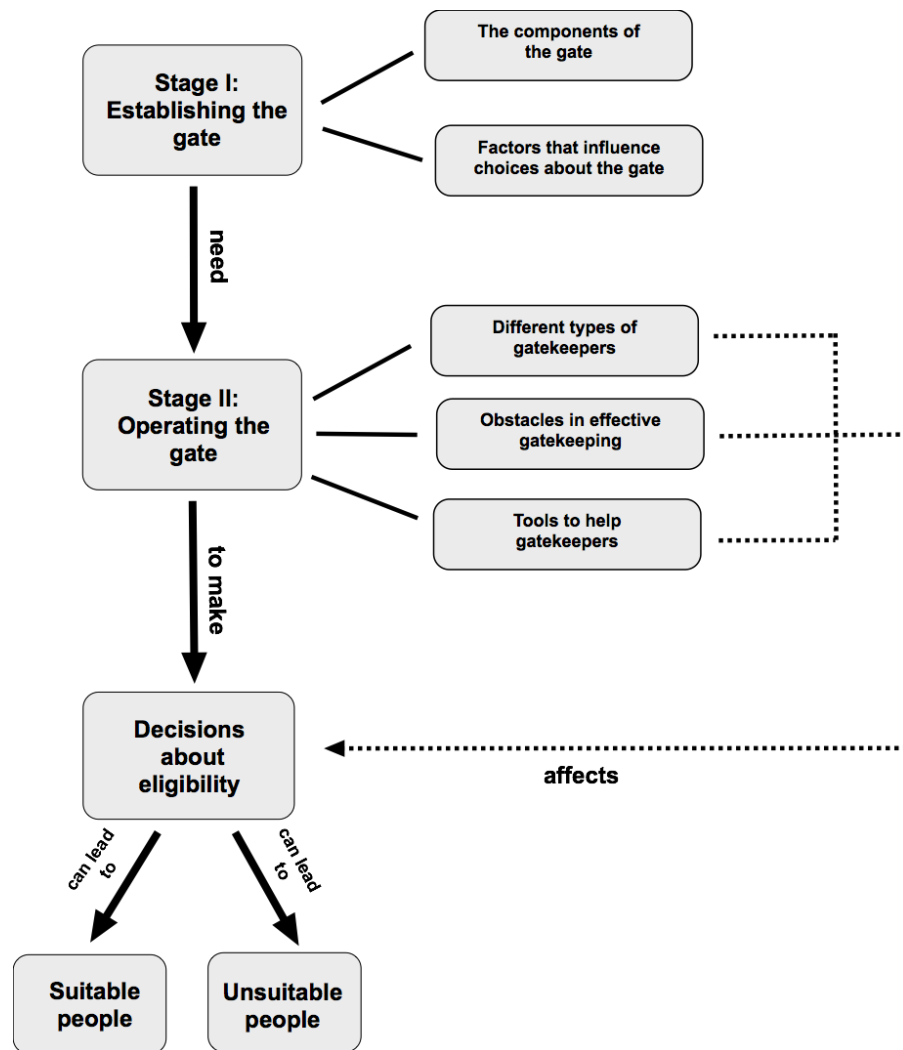 The components of
the gate
Stage I:
Establishing the
gate
Factors that influence
choices about the gate
need
Different types of
gatekeepers
Stage II:
Operating the
gate
Obstacles in effective
gatekeeping
Tools to help
gatekeepers
to make
Decisions
about
eligibility
affects
can lead
to
can lead
to
Suitable
people
Unsuitable
people